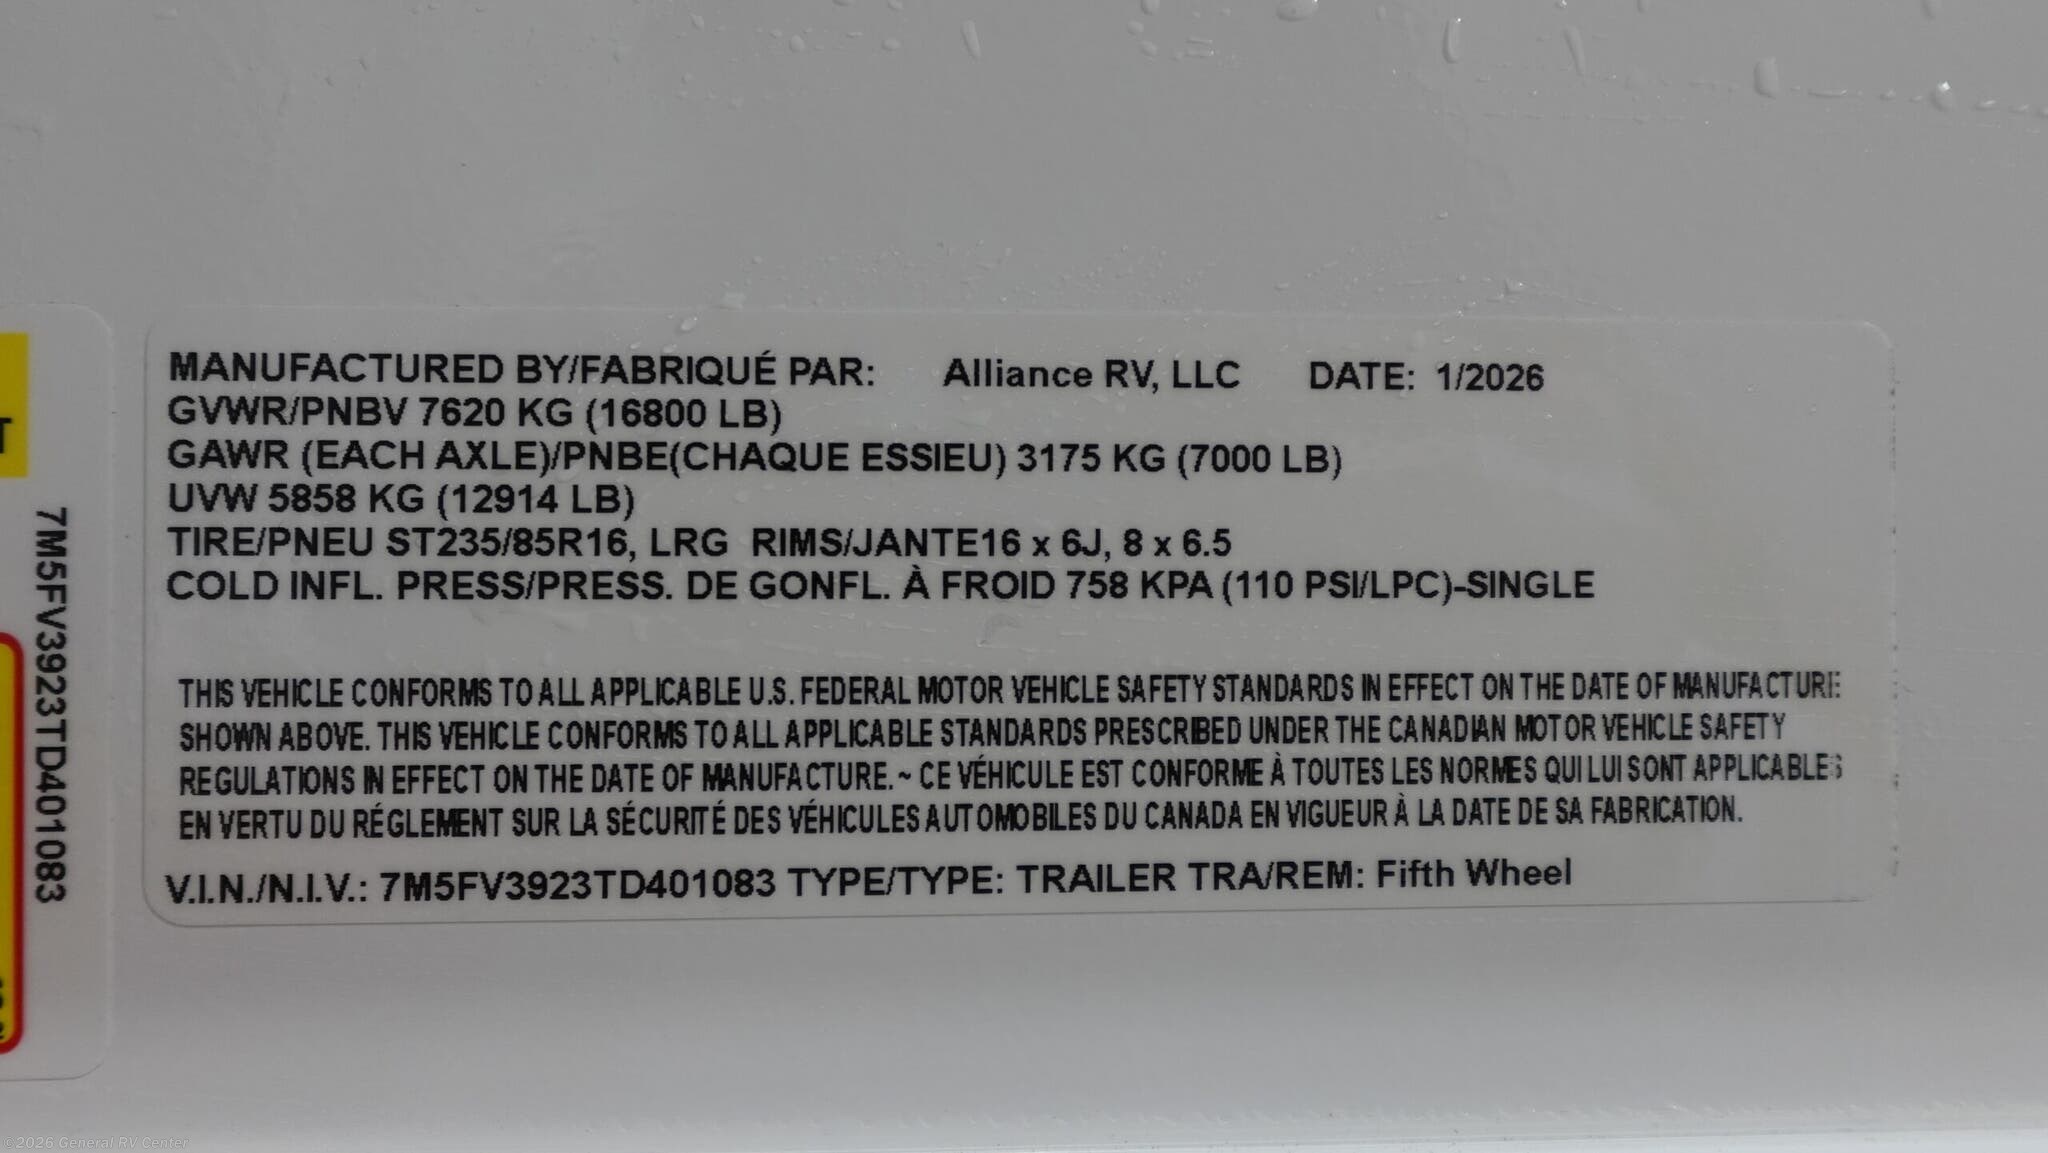 MANUFACTURED BY/FABRIQUÉ PAR: Alliance RV, LLC DATE: 1/2026
GVWR/PNBV 7620 KG (16800 LB)
GAWR (EACH AXLE)/PNBE(CHAQUE ESSIEU) 3175 KG (7000 LB)
UVW 5858 KG (12914 LB)
TIRE/PNEU ST235/85R16, LRG RIMS/JANTE16 x 6J, 8 x 6.5
COLD INFL. PRESS/PRESS. DE GONFL. À FROID 758 KPA (110 PSI/LPC)-SINGLE
THIS VEHICLE CONFORMS TO ALL APPLICABLE U.S. FEDERAL MOTOR VEHICLE SAFETY STANDARDS IN EFFECT ON THE DATE OF MANUFACTURE
SHOWN ABOVE. THIS VEHICLE CONFORMS TO ALL APPLICABLE STANDARDS PRESCRIBED UNDER THE CANADIAN MOTOR VEHICLE SAFETY
REGULATIONS IN EFFECT ON THE DATE OF MANUFACTURE.~ CE VÉHICULE EST CONFORME À TOUTES LES NORMES QUI LUI SONT APPLICABLES
EN VERTU DU RÉGLEMENT SUR LA SÉCURITÉ DES VÉHICULES AUTOMOBILES DU CANADA EN VIGUEUR À LA DATE DE SA FABRICATION.
V.I.N./N.I.V.: 7M5FV3923TD401083 TYPE/TYPE: TRAILER TRA/REM: Fifth Wheel
7M5FV3923TD401083
©2026 General RV Center